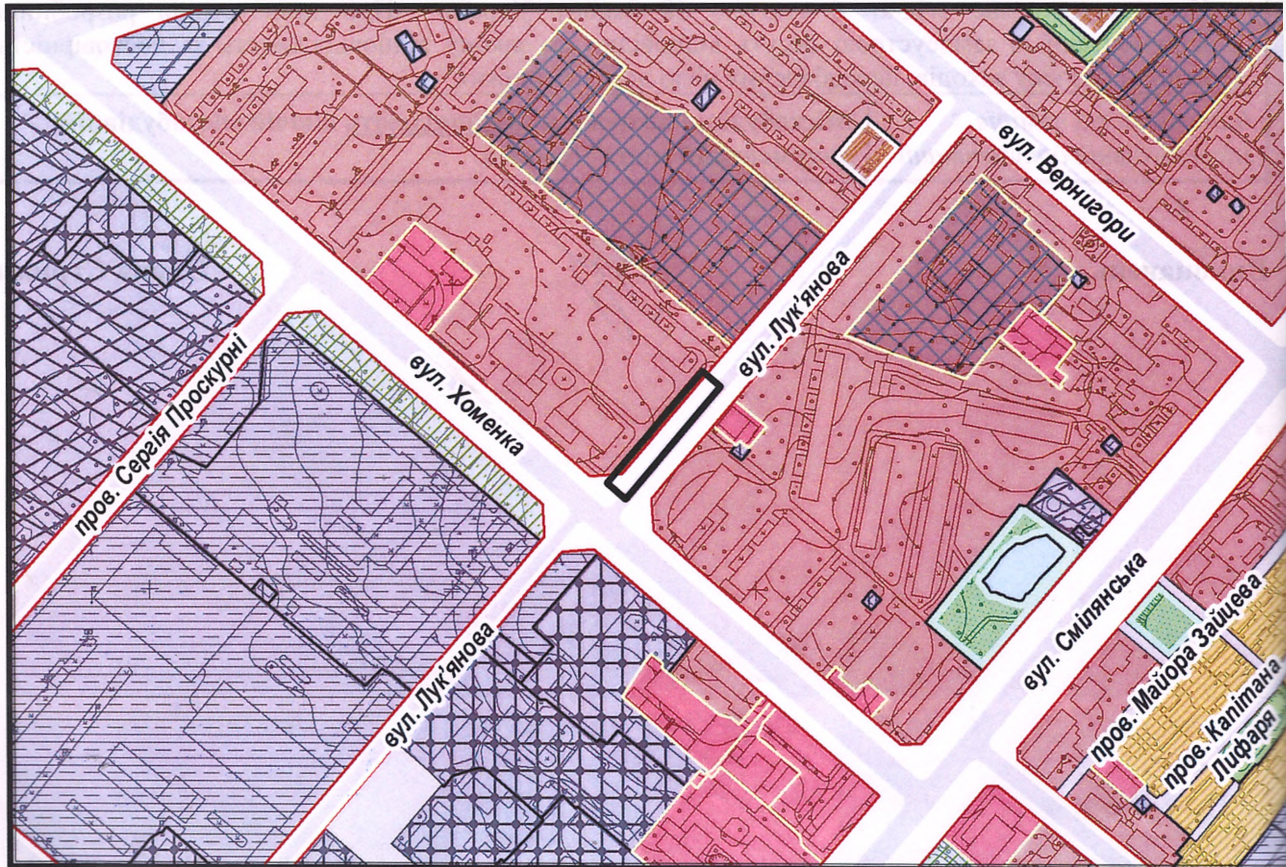 вул. Вернигори
вул. Лук'янова
вул. Хоменка
пров. Сергія Проскурні
вул. Лук'янова
вул. Смілянська
пров. Майора Зайцева
пров. Капітана
Лифаря